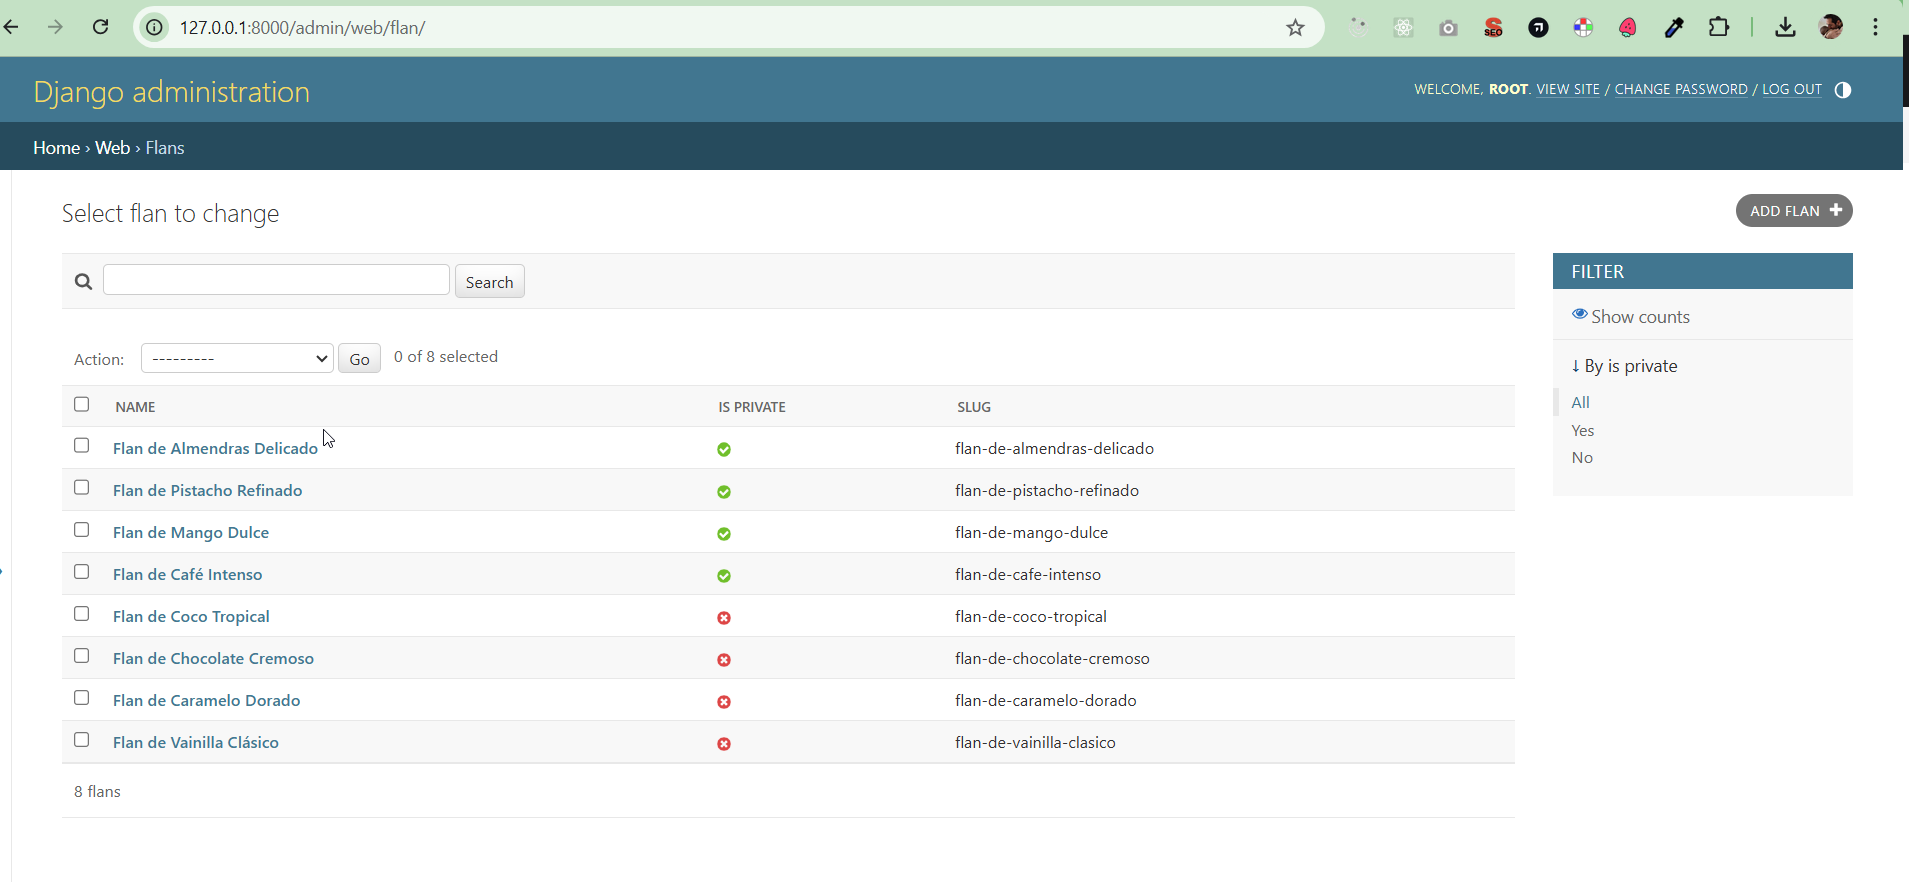 127.0.0.1:8000/admin/web/flan/
SEO
Django administration
WELCOME, ROOT. VIEW SITE / CHANGE PASSWORD / LOG OUT
Home › Web › Flans
Select flan to change
ADD FLAN
Search
FILTER
Show counts
↓ By is private
All
Yes
No
Action: --------- Go 0 of 8 selected
NAME IS PRIVATE SLUG
Flan de Almendras Delicado flan-de-almendras-delicado
Flan de Pistacho Refinado flan-de-pistacho-refinado
Flan de Mango Dulce flan-de-mango-dulce
Flan de Café Intenso flan-de-cafe-intenso
Flan de Coco Tropical flan-de-coco-tropical
Flan de Chocolate Cremoso flan-de-chocolate-cremoso
Flan de Caramelo Dorado flan-de-caramelo-dorado
Flan de Vainilla Clásico flan-de-vainilla-clasico
8 flans